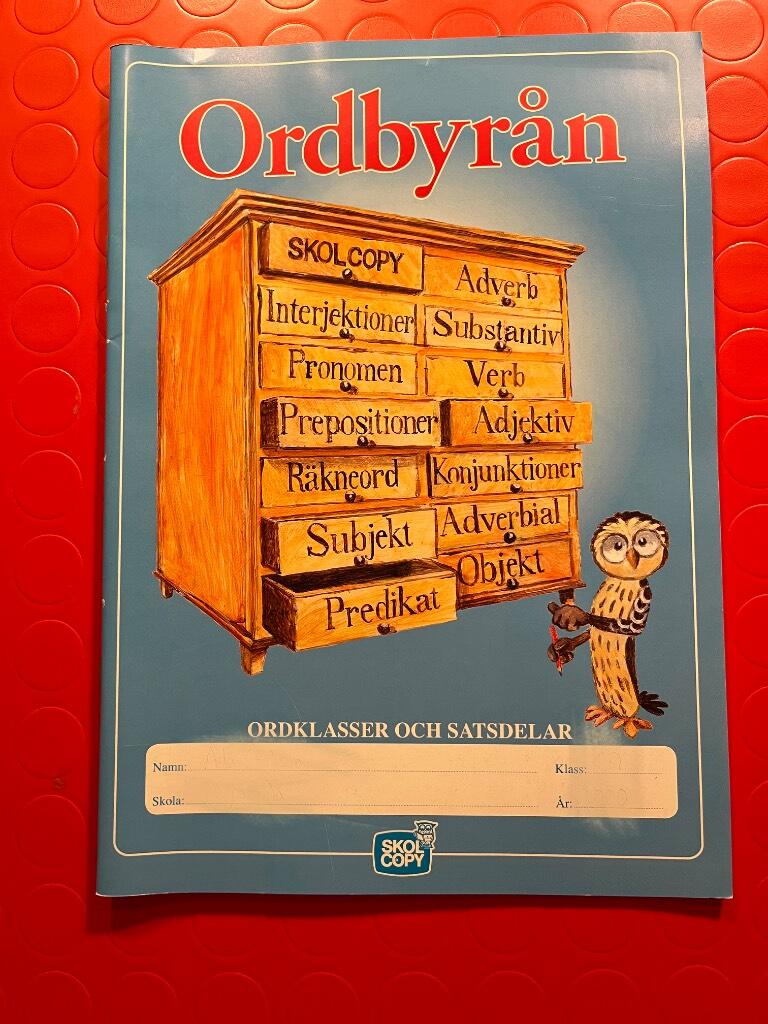 Ordbyrån
SKOLCOPY
Adverb
Interjektioner
Substantiv
Pronomen
Verb
Prepositioner
Adjektiv
Räkneord
Konjunktioner
Subjekt
Adverbial
Predikat
Objekt
ORDKLASSER OCH SATSDELAR
Namn:
Klass:
Skola:
År:
SKOL
COPY